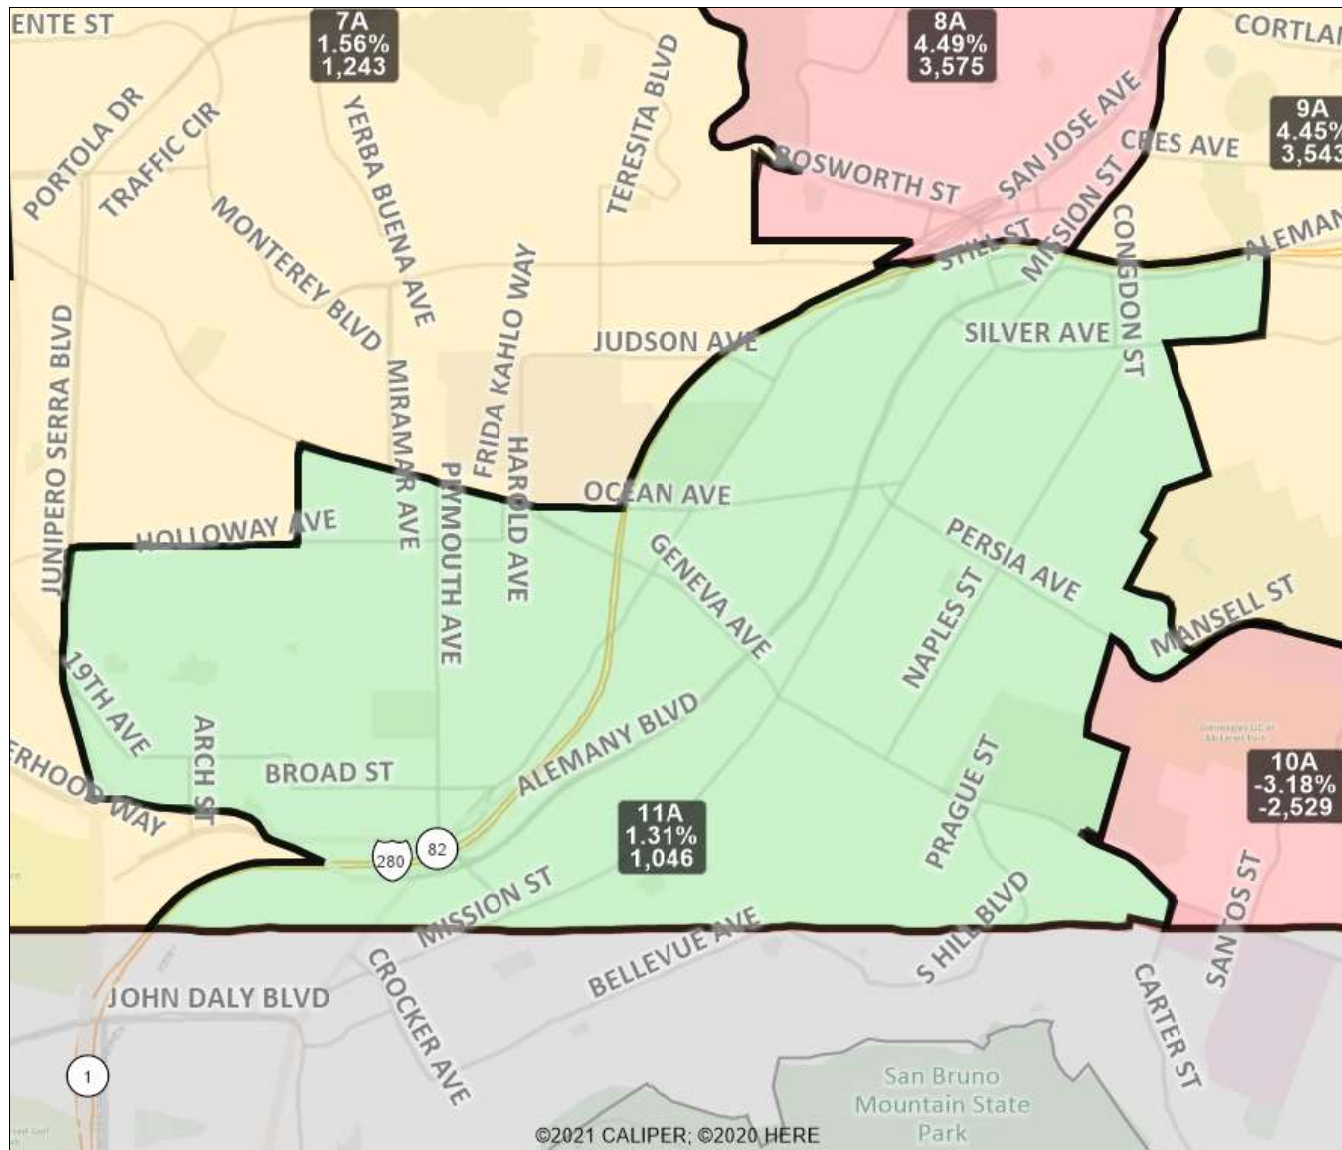 ENTE ST
7A
1.56%
1,243
8A
4.49%
3,575
CORTLAN
9A
4.45%
3,543
PORTOLA DR
TRAFFIC CIR
YERBA BUENA AVE
TERESITA BLVD
SAN JOSE AVE
BOSWORTH ST
MISSION ST
STILL ST
CONGDON ST
ALEMAN
MONTEREY BLVD
FRIDA KAHLO WAY
JUDSON AVE
SILVER AVE
JUNIPERO SERRA BLVD
MIRAMAR AVE
PLYMOUTH AVE
HAROLD AVE
OCEAN AVE
HOLLOWAY AVE
GENEVA AVE
PERSIA AVE
NAPLES ST
MANSELL ST
19TH AVE
ARCH ST
BROAD ST
ALEMANY BLVD
PRAGUE ST
10A
-3.18%
-2,529
ERHOOD WAY
11A
1.31%
1,046
280
82
MISSION ST
BELLEVUE AVE
S HILL BLVD
SANTOS ST
CROCKER AVE
CARTER ST
JOHN DALY BLVD
1
San Bruno
Mountain State
Park
©2021 CALIPER; ©2020 HERE